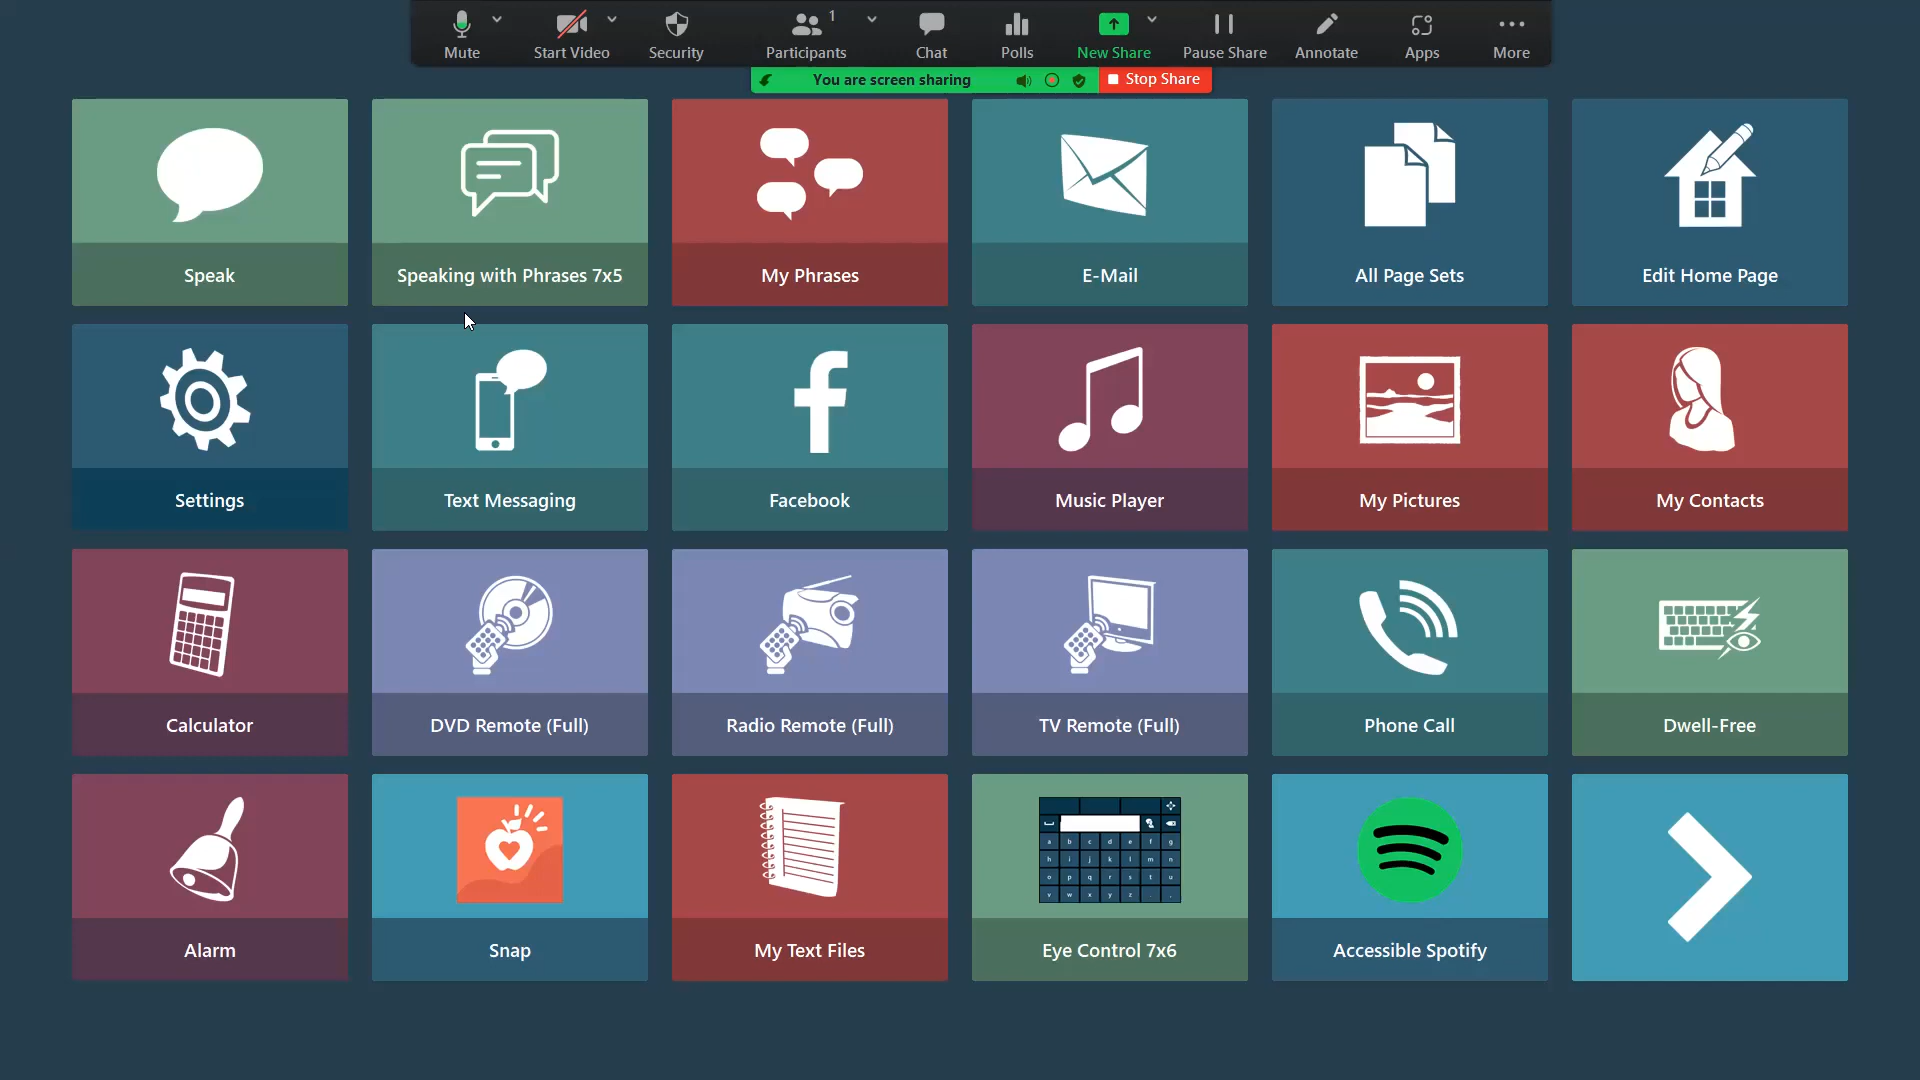 1
Mute
Start Video
Security
Participants
Chat
Polls
New Share
Pause Share
Annotate
Apps
More
You are screen sharing
Stop Share
Speak
Speaking with Phrases 7x5
My Phrases
E-Mail
All Page Sets
Edit Home Page
Settings
Text Messaging
Facebook
Music Player
My Pictures
My Contacts
Calculator
DVD Remote (Full)
Radio Remote (Full)
TV Remote (Full)
Phone Call
Dwell-Free
a b c d e f g
h i j k l m n
o p q r s t u
v w x y z . ,
Alarm
Snap
My Text Files
Eye Control 7x6
Accessible Spotify